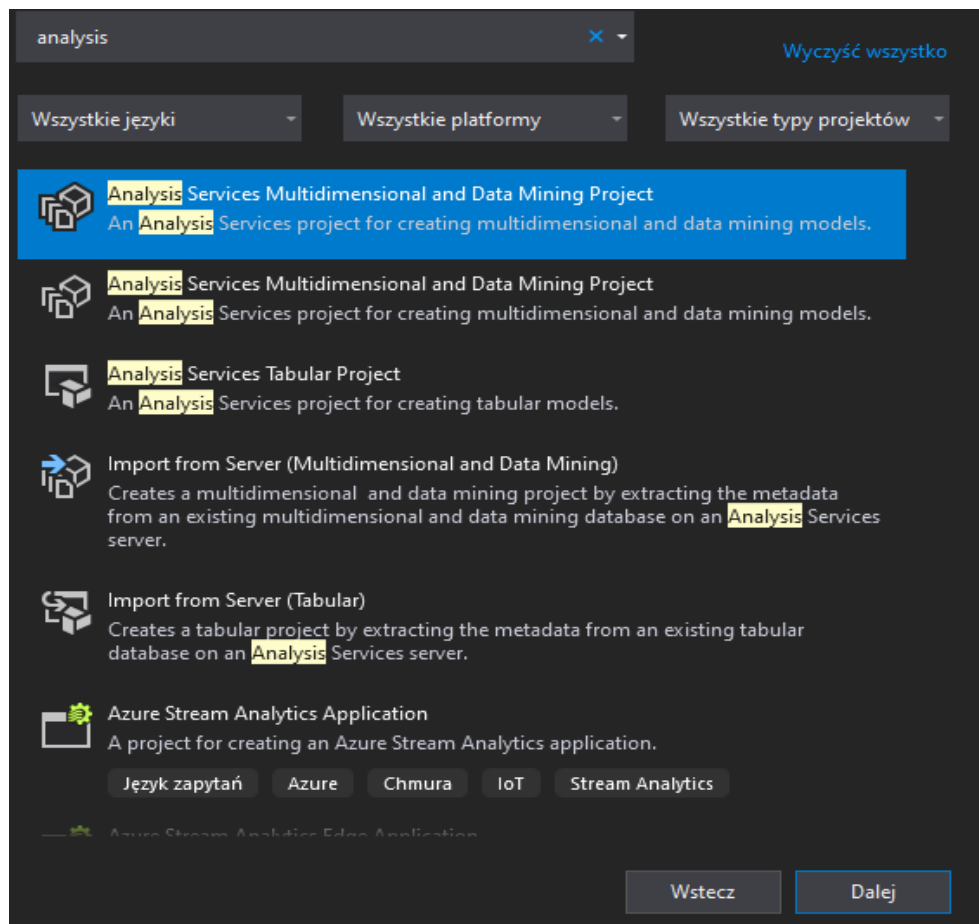 analysis
Wyczyść wszystko
Wszystkie języki
Wszystkie platformy
Wszystkie typy projektów
Analysis Services Multidimensional and Data Mining Project
An Analysis Services project for creating multidimensional and data mining models.
Analysis Services Multidimensional and Data Mining Project
An Analysis Services project for creating multidimensional and data mining models.
Analysis Services Tabular Project
An Analysis Services project for creating tabular models.
Import from Server (Multidimensional and Data Mining)
Creates a multidimensional and data mining project by extracting the metadata
from an existing multidimensional and data mining database on an Analysis Services
server.
Import from Server (Tabular)
Creates a tabular project by extracting the metadata from an existing tabular
database on an Analysis Services server.
Azure Stream Analytics Application
A project for creating an Azure Stream Analytics application.
Język zapytań Azure Chmura IoT Stream Analytics
Azure Stream Analytics Edge Application
Wstecz
Dalej